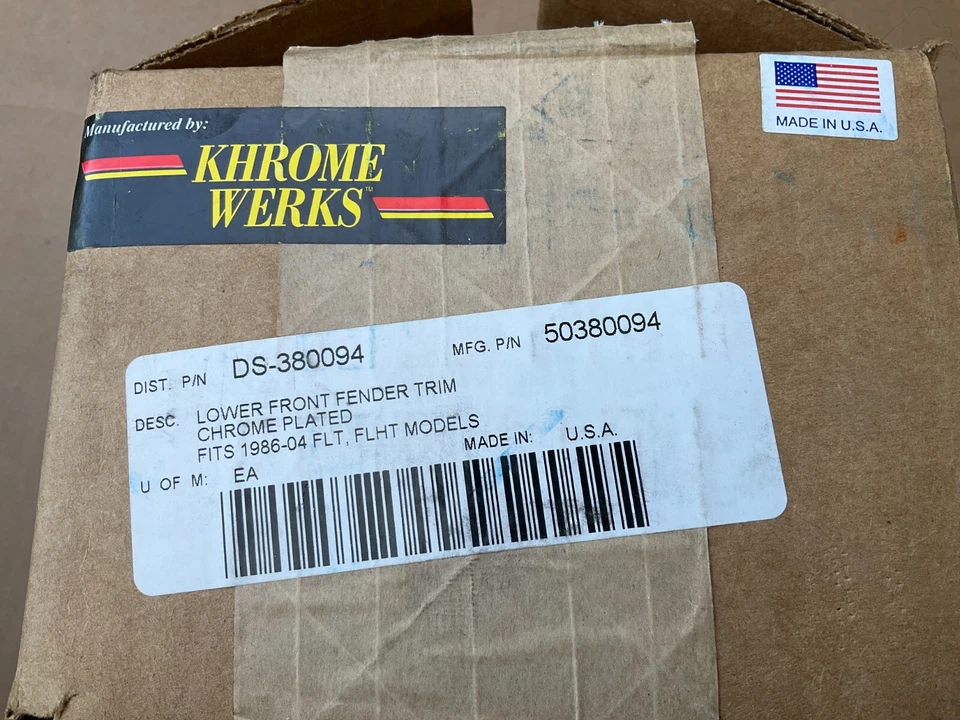 Manufactured by:
KHROME
WERKS™
MADE IN U.S.A.
DIST. P/N DS-380094 MFG. P/N 50380094
DESC. LOWER FRONT FENDER TRIM
CHROME PLATED
FITS 1986-04 FLT, FLHT MODELS
U OF M: EA MADE IN: U.S.A.